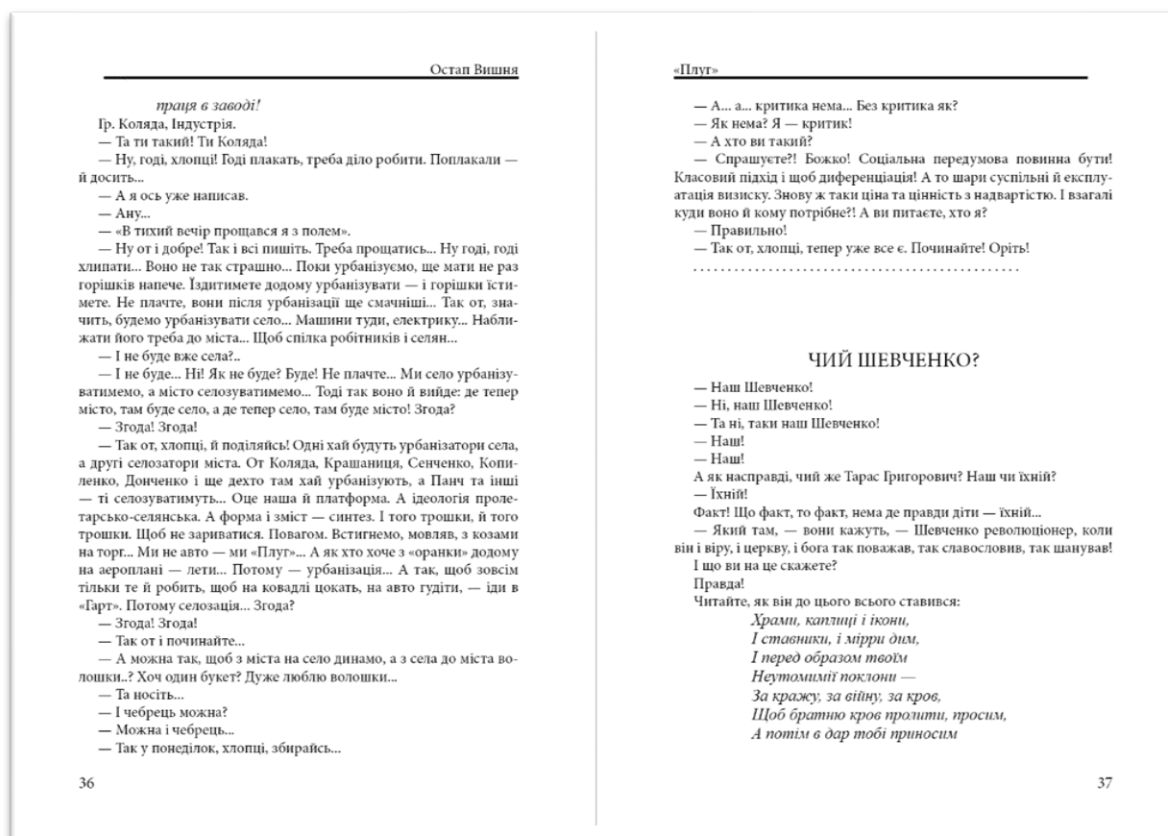 Остап Вишня
праця в заводі!
Гр. Коляда, Індустрія.
— Та ти такий! Ти Коляда!
— Ну, годі, хлопці! Годі плакать, треба діло робити. Поплакали —
й досить...
— А я ось уже написав.
— Ану...
— «В тихий вечір прощався я з полем».
— Ну от і добре! Так і всі пишіть. Треба прощатись... Ну годі, годі
хлипати... Воно не так страшно... Поки урбанізуємо, ще мати не раз
горішків напече. Їздитимете додому урбанізувати — і горішки їсти-
мете. Не плачте, вони після урбанізації ще смачніші... Так от, зна-
чить, будемо урбанізувати село... Машини туди, електрику... Набли-
жати його треба до міста... Щоб спілка робітників і селян...
— І не буде вже села?..
— І не буде... Ні! Як не буде? Буде! Не плачте... Ми село урбанізу-
ватимемо, а місто селозуватимемо... Тоді так воно й вийде: де тепер
місто, там буде село, а де тепер село, там буде місто! Згода?
— Згода! Згода!
— Так от, хлопці, й поділяйсь! Одні хай будуть урбанізатори села,
а другі селозатори міста. От Коляда, Крашаниця, Сенченко, Копи-
ленко, Донченко і ще дехто там хай урбанізують, а Панч та інші
— ті селозуватимуть... Оце наша й платформа. А ідеологія проле-
тарсько-селянська. А форма і зміст — синтез. І того трошки, й того
трошки. Щоб не зариватися. Повагом. Встигнемо, мовляв, з козами
на торг... Ми не авто — ми «Плуг»... А як хто хоче з «оранки» додому
на аероплані — лети... Потому — урбанізація... А так, щоб зовсім
тільки те й робить, щоб на ковадлі цокать, на авто гудіти, — іди в
«Гарт». Потому селозація... Згода?
— Згода! Згода!
— Так от і починайте...
— А можна так, щоб з міста на село динамо, а з села до міста во-
лошки..? Хоч один букет? Дуже люблю волошки...
— Та носіть...
— І чебрець можна?
— Можна і чебрець...
— Так у понеділок, хлопці, збирайсь...
36
«Плуг»
— А... а... критика нема... Без критика як?
— Як нема? Я — критик!
— А хто ви такий?
— Спрашуєте?! Божко! Соціальна передумова повинна бути!
Класовий підхід і щоб диференціація! А то шари суспільні й експлу-
атація визиску. Знову ж таки ціна та цінність з надвартістю. І взагалі
куди воно й кому потрібне?! А ви питаєте, хто я?
— Правильно!
— Так от, хлопці, тепер уже все є. Починайте! Оріть!
. . . . . . . . . . . . . . . . . . . . . . . . . . . . . . . . . . . . . . . . . . . . . .
ЧИЙ ШЕВЧЕНКО?
— Наш Шевченко!
— Ні, наш Шевченко!
— Та ні, таки наш Шевченко!
— Наш!
— Наш!
А як насправді, чий же Тарас Григорович? Наш чи їхній?
— Їхній!
Факт! Що факт, то факт, нема де правди діти — їхній...
— Який там, — вони кажуть, — Шевченко революціонер, коли
він і віру, і церкву, і бога так поважав, так славословив, так шанував!
І що ви на це скажете?
Правда!
Читайте, як він до цього всього ставився:
Храми, каплиці і ікони,
І ставники, і мірри дим,
І перед образом твоїм
Неутомимії поклони —
За кражу, за війну, за кров,
Щоб братню кров пролити, просим,
А потім в дар тобі приносим
37